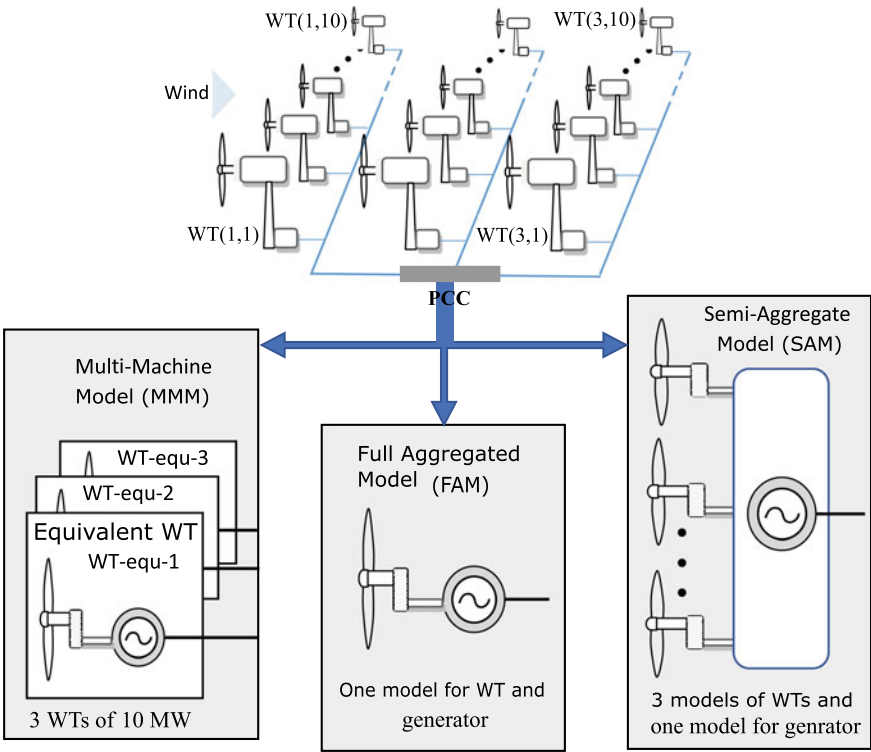 WT(1,10)
WT(3,10)
Wind
WT(1,1)
WT(3,1)
PCC
Multi-Machine
Model (MMM)
WT-equ-3
WT-equ-2
Equivalent WT
WT-equ-1
3 WTs of 10 MW
Full Aggregated
Model (FAM)
One model for WT and
generator
Semi-Aggregate
Model (SAM)
3 models of WTs and
one model for genrator